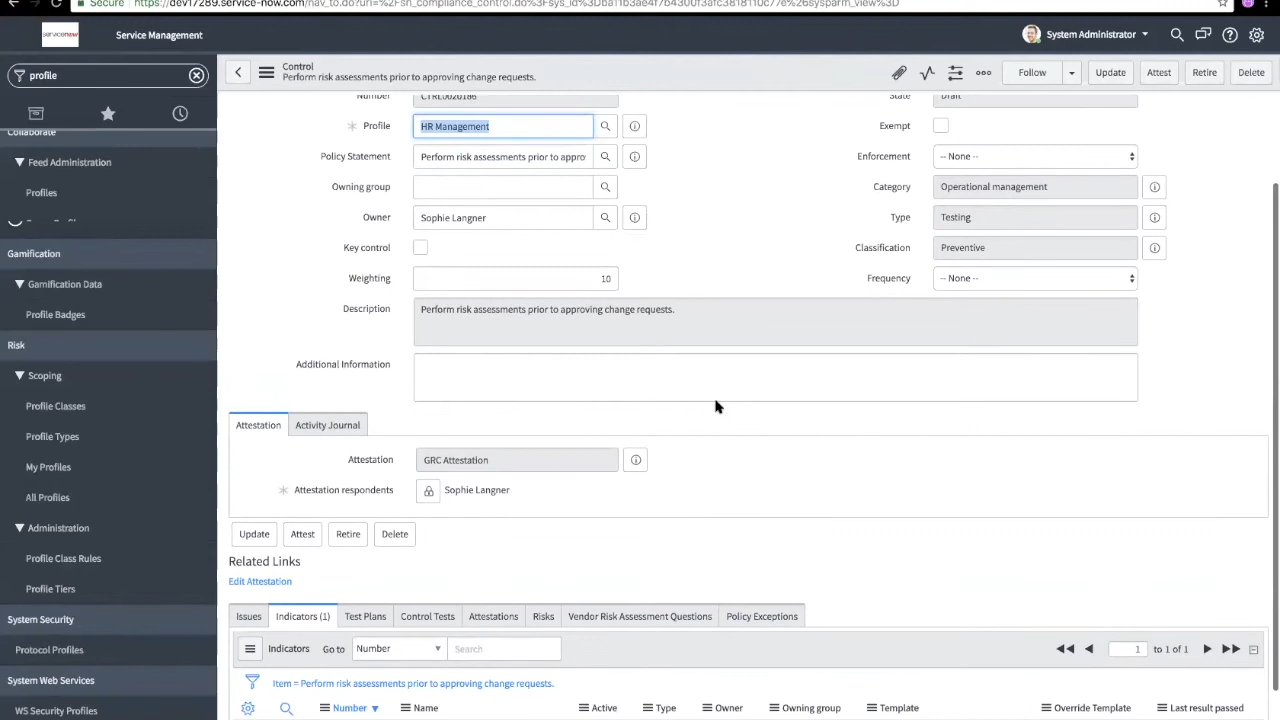 Secure https://dev17289.service-now.com/nav_to.do?uri=%2Fsn_compliance_control.do%3Fsys_id%3Dba11b3ae4f7b4300f3afc3818110c77e%26sysparm_view%3D
servicenow Service Management System Administrator
profile
Control
Perform risk assessments prior to approving change requests.
Follow Update Attest Retire Delete
Collaborate
Feed Administration
Profiles
Gamification
Gamification Data
Profile Badges
Risk
Scoping
Profile Classes
Profile Types
My Profiles
All Profiles
Administration
Profile Class Rules
Profile Tiers
System Security
Protocol Profiles
System Web Services
WS Security Profiles
Number CTRL0020186 State Draft
Profile HR Management Exempt
Policy Statement Perform risk assessments prior to appro Enforcement -- None --
Owning group Category Operational management
Owner Sophie Langner Type Testing
Key control Classification Preventive
Weighting 10 Frequency -- None --
Description Perform risk assessments prior to approving change requests.
Additional Information
Attestation Activity Journal
Attestation GRC Attestation
Attestation respondents Sophie Langner
Update Attest Retire Delete
Related Links
Edit Attestation
Issues Indicators (1) Test Plans Control Tests Attestations Risks Vendor Risk Assessment Questions Policy Exceptions
Indicators Go to Number Search 1 to 1 of 1
Item = Perform risk assessments prior to approving change requests.
Number Name Active Type Owner Owning group Template Override Template Last result passed